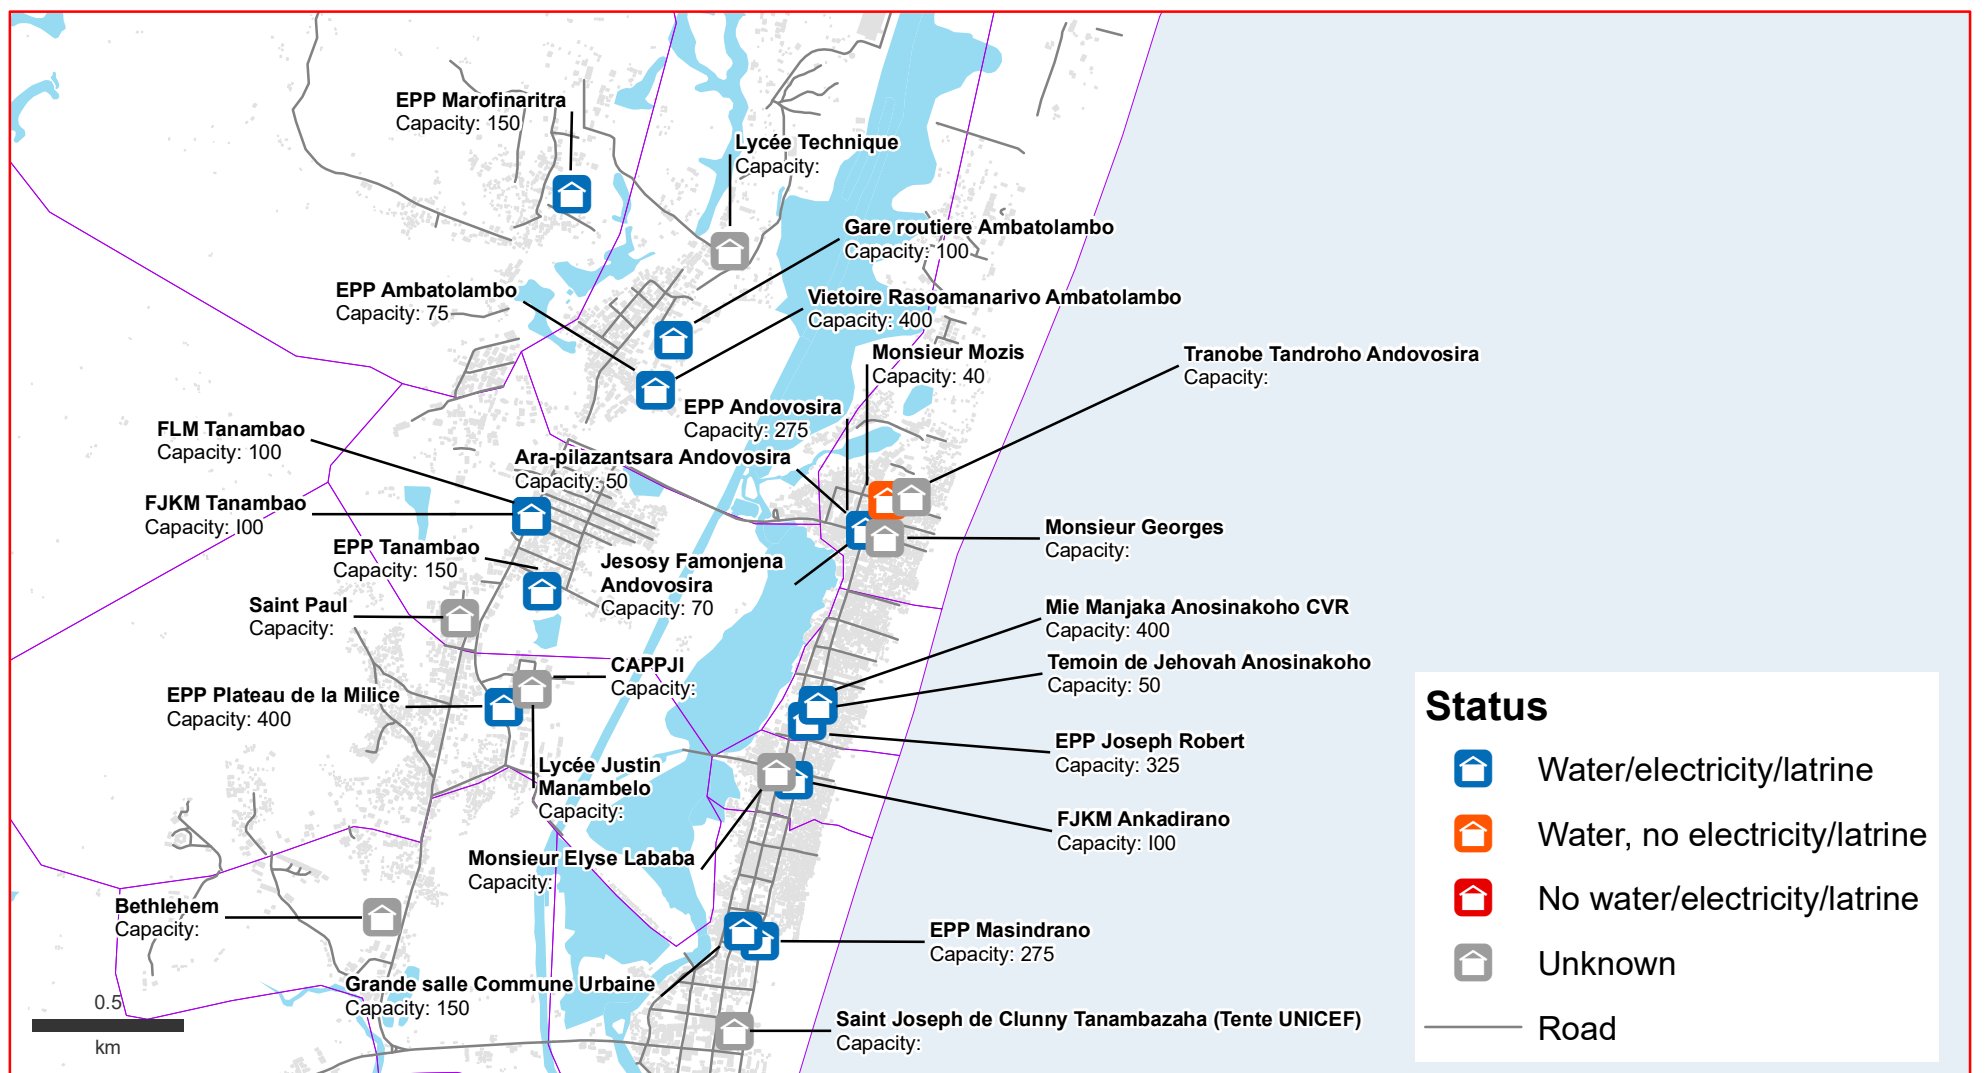 EPP Marofinaritra
Capacity: 150
Lycée Technique
Capacity:
Gare routiere Ambatolambo
Capacity: 100
EPP Ambatolambo
Capacity: 75
Vietoire Rasoamanarivo Ambatolambo
Capacity: 400
Monsieur Mozis
Capacity: 40
Tranobe Tandroho Andovosira
Capacity:
EPP Andovosira
Capacity: 275
FLM Tanambao
Capacity: 100
Ara-pilazantsara Andovosira
Capacity: 50
FJKM Tanambao
Capacity: I00
Monsieur Georges
Capacity:
EPP Tanambao
Capacity: 150
Jesosy Famonjena
Andovosira
Capacity: 70
Saint Paul
Capacity:
Mie Manjaka Anosinakoho CVR
Capacity: 400
CAPPJI
Capacity:
Temoin de Jehovah Anosinakoho
Capacity: 50
EPP Plateau de la Milice
Capacity: 400
EPP Joseph Robert
Capacity: 325
Lycée Justin
Manambelo
Capacity:
FJKM Ankadirano
Capacity: I00
Monsieur Elyse Lababa
Capacity:
Bethlehem
Capacity:
EPP Masindrano
Capacity: 275
Grande salle Commune Urbaine
Capacity: 150
Saint Joseph de Clunny Tanambazaha (Tente UNICEF)
Capacity:
0.5
km
Status
Water/electricity/latrine
Water, no electricity/latrine
No water/electricity/latrine
Unknown
Road